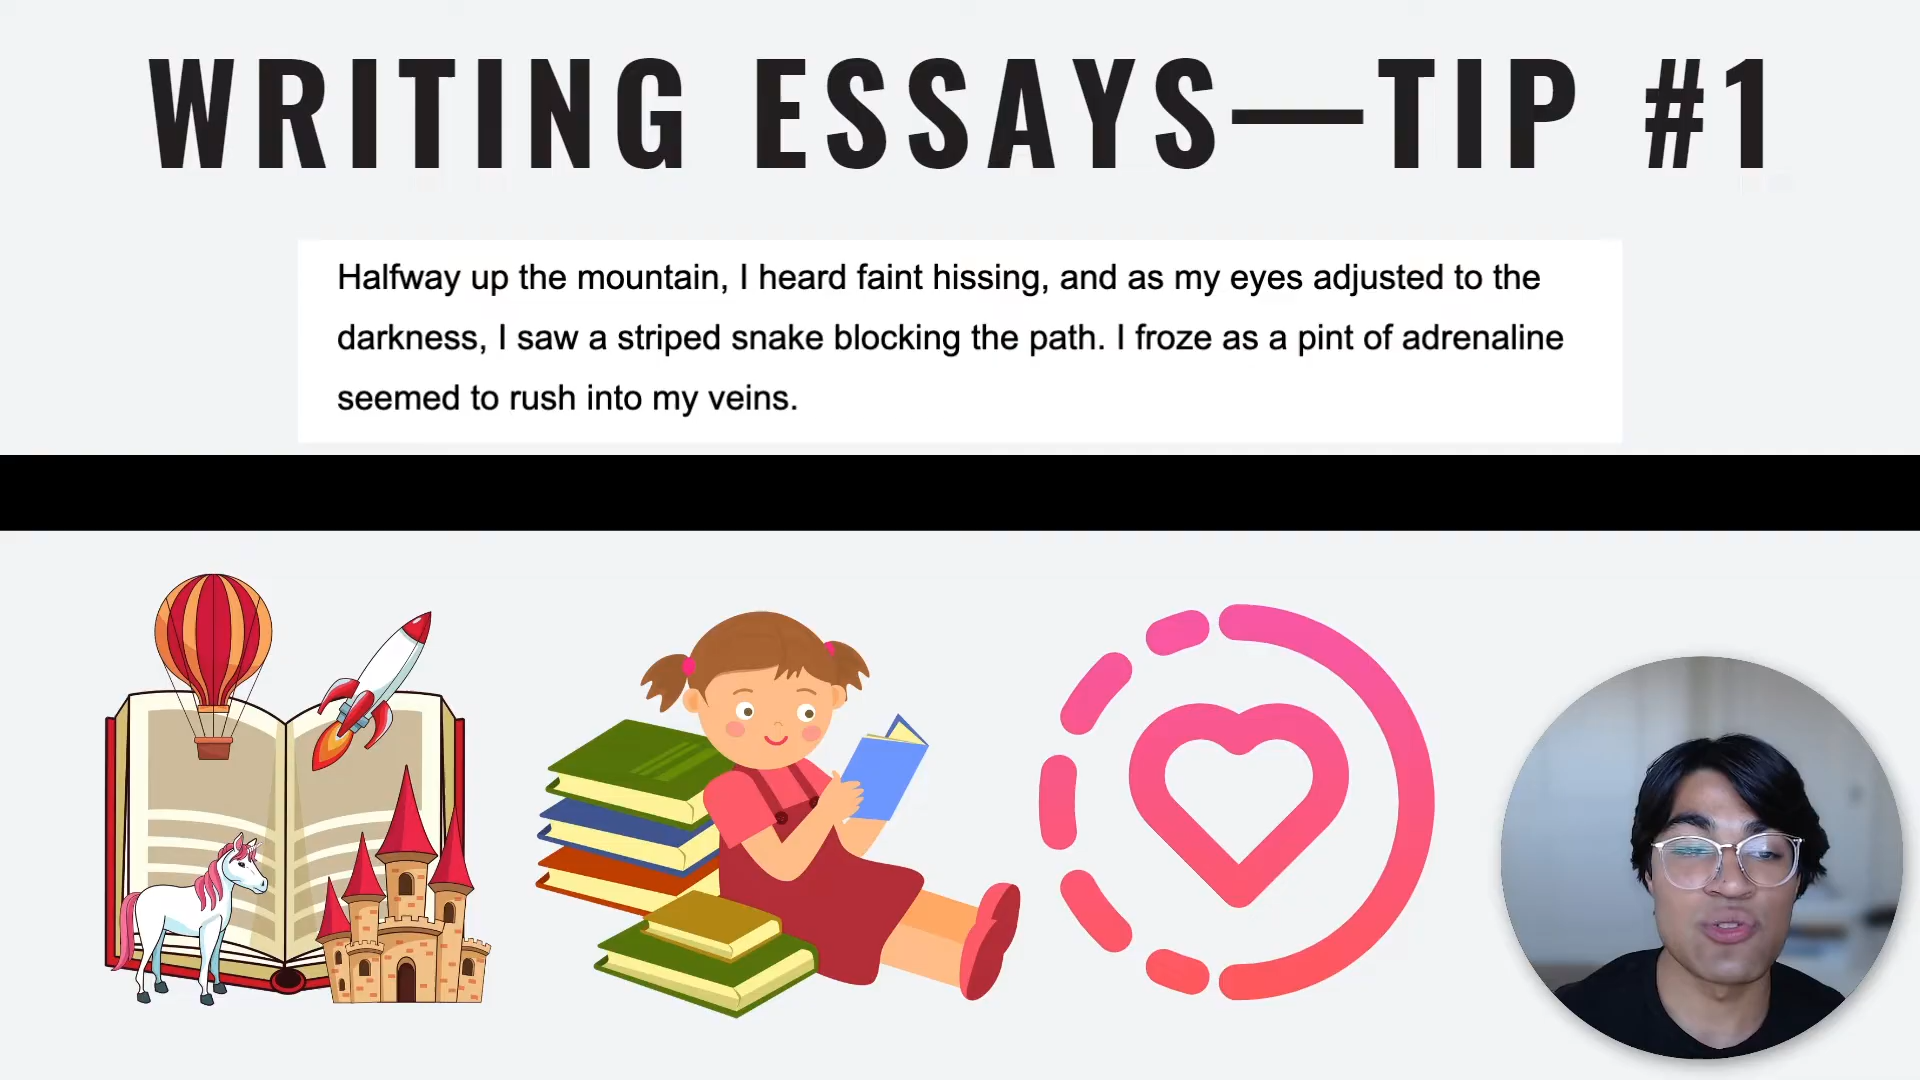 WRITING ESSAYS—TIP #1
Halfway up the mountain, I heard faint hissing, and as my eyes adjusted to the
darkness, I saw a striped snake blocking the path. I froze as a pint of adrenaline
seemed to rush into my veins.